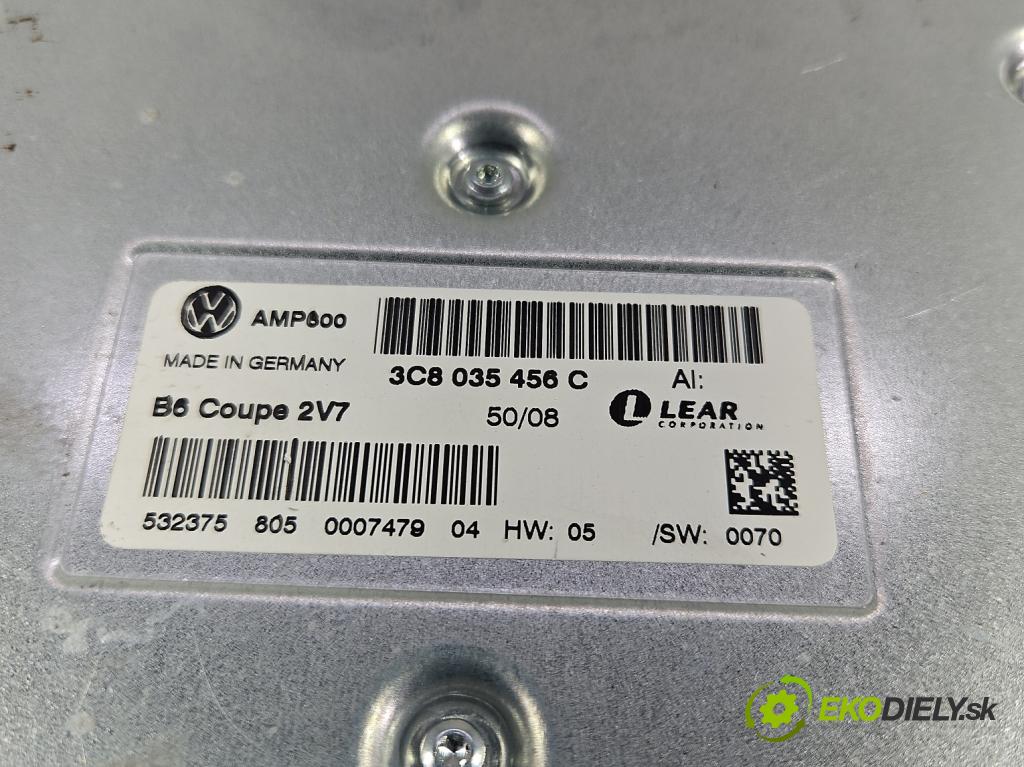 AMP600
MADE IN GERMANY
3C8 035 456 C
AI:
B6 Coupe 2V7
50/08
LEAR
CORPORATION
532375 805 0007479 04 HW: 05 /SW: 0070
EKODIELY.sk